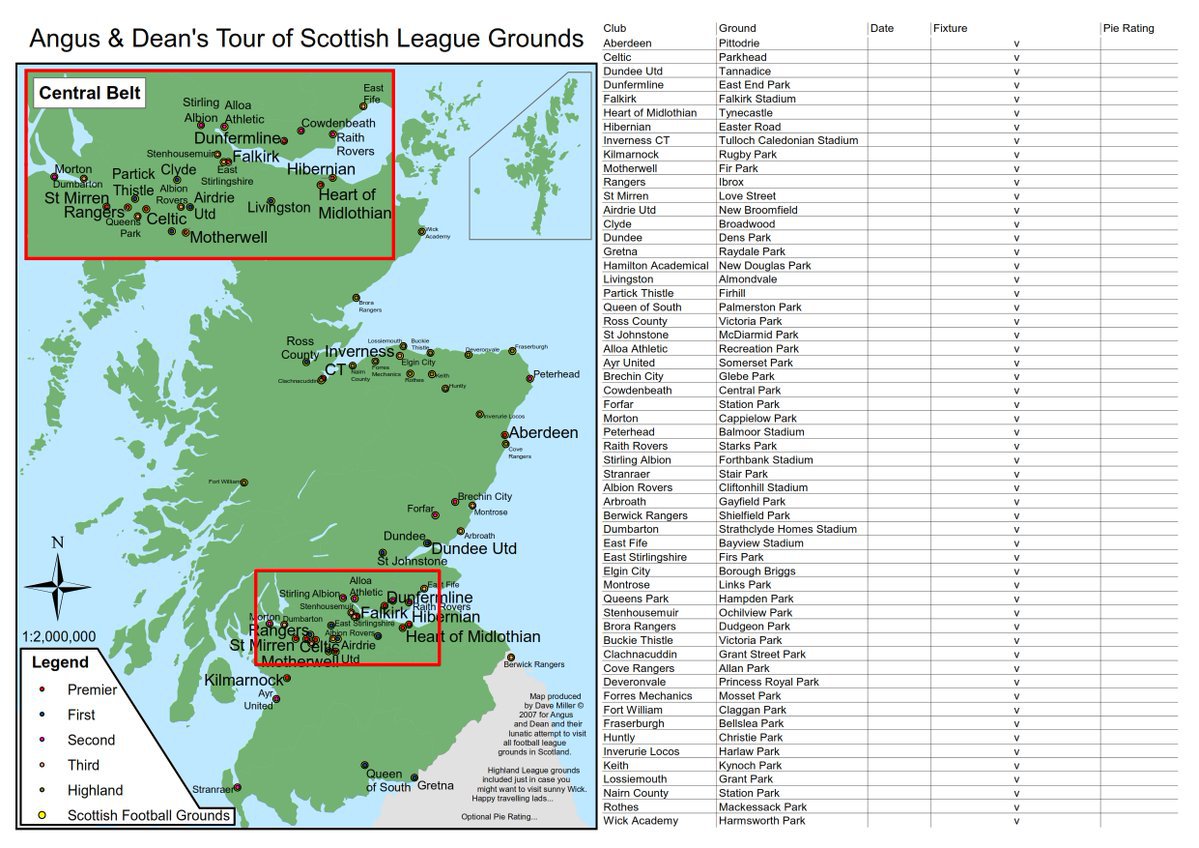 Angus & Dean's Tour of Scottish League Grounds
Central Belt
East
Fife
Stirling
Albion
Alloa
Athletic
Cowdenbeath
Dunfermline
Raith
Rovers
Stenhousemuir
Falkirk
East
Stirlingshire
Hibernian
Morton
Dumbarton
Partick
Thistle
Clyde
Albion
Rovers
Airdrie
Utd
St Mirren
Rangers
Queens
Park
Celtic
Livingston
Heart of
Midlothian
Motherwell
Wick
Academy
Brora
Rangers
Ross
County
Inverness
CT
Clachnacuddin
Nairn
County
Lossiemouth
Forres
Mechanics
Elgin City
Buckie
Thistle
Rothes
Keith
Huntly
Deveronvale
Fraserburgh
Peterhead
Inverurie Locos
Aberdeen
Cove
Rangers
Fort William
Brechin City
Montrose
Forfar
Arbroath
Dundee
Dundee Utd
St Johnstone
N
1:2,000,000
Alloa
Athletic
Stirling Albion
East Fife
Dunfermline
Stenhousemuir
Raith Rovers
Falkirk
Hibernian
Morton
Dumbarton
East Stirlingshire
Rangers
Albion Rovers
Heart of Midlothian
St Mirren
Celtic
Airdrie
Utd
Motherwell
Berwick Rangers
Kilmarnock
Ayr
United
Stranraer
Queen
of South
Gretna
Map produced
by Dave Miller ©
2007 for Angus
and Dean and their
lunatic attempt to visit
all football league
grounds in Scotland.
Highland League grounds
included just in case you
might want to visit sunny Wick.
Happy travelling lads...
Optional Pie Rating...
Legend
Premier
First
Second
Third
Highland
Scottish Football Grounds
Club Ground Date Fixture Pie Rating
Aberdeen Pittodrie v
Celtic Parkhead v
Dundee Utd Tannadice v
Dunfermline East End Park v
Falkirk Falkirk Stadium v
Heart of Midlothian Tynecastle v
Hibernian Easter Road v
Inverness CT Tulloch Caledonian Stadium v
Kilmarnock Rugby Park v
Motherwell Fir Park v
Rangers Ibrox v
St Mirren Love Street v
Airdrie Utd New Broomfield v
Clyde Broadwood v
Dundee Dens Park v
Gretna Raydale Park v
Hamilton Academical New Douglas Park v
Livingston Almondvale v
Partick Thistle Firhill v
Queen of South Palmerston Park v
Ross County Victoria Park v
St Johnstone McDiarmid Park v
Alloa Athletic Recreation Park v
Ayr United Somerset Park v
Brechin City Glebe Park v
Cowdenbeath Central Park v
Forfar Station Park v
Morton Cappielow Park v
Peterhead Balmoor Stadium v
Raith Rovers Starks Park v
Stirling Albion Forthbank Stadium v
Stranraer Stair Park v
Albion Rovers Cliftonhill Stadium v
Arbroath Gayfield Park v
Berwick Rangers Shielfield Park v
Dumbarton Strathclyde Homes Stadium v
East Fife Bayview Stadium v
East Stirlingshire Firs Park v
Elgin City Borough Briggs v
Montrose Links Park v
Queens Park Hampden Park v
Stenhousemuir Ochilview Park v
Brora Rangers Dudgeon Park v
Buckie Thistle Victoria Park v
Clachnacuddin Grant Street Park v
Cove Rangers Allan Park v
Deveronvale Princess Royal Park v
Forres Mechanics Mosset Park v
Fort William Claggan Park v
Fraserburgh Bellslea Park v
Huntly Christie Park v
Inverurie Locos Harlaw Park v
Keith Kynoch Park v
Lossiemouth Grant Park v
Nairn County Station Park v
Rothes Mackessack Park v
Wick Academy Harmsworth Park v